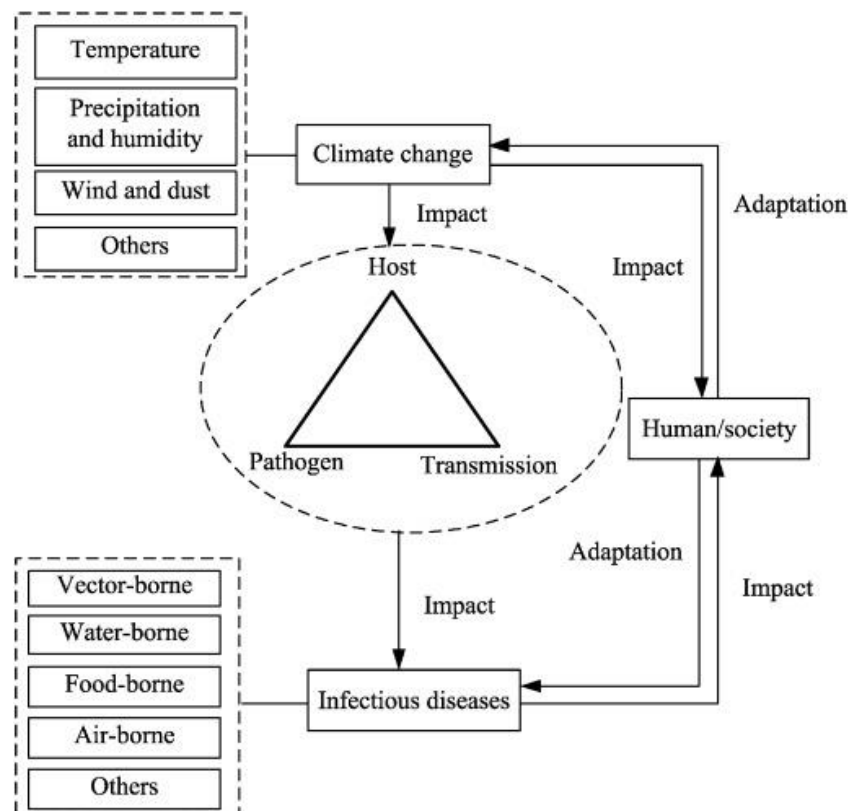 Temperature
Precipitation
and humidity
Wind and dust
Others
Climate change
Impact
Adaptation
Impact
Host
Pathogen
Transmission
Human/society
Adaptation
Impact
Impact
Vector-borne
Water-borne
Food-borne
Air-borne
Others
Infectious diseases